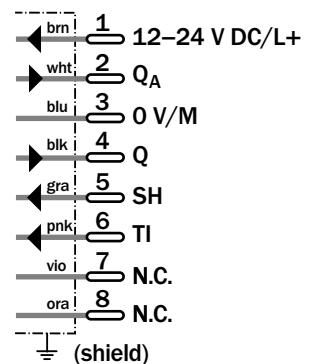 brn 1 12–24 V DC/L+
wht 2 QA
blu 3 0 V/M
blk 4 Q
gra 5 SH
pnk 6 TI
vio 7 N.C.
ora 8 N.C.
(shield)